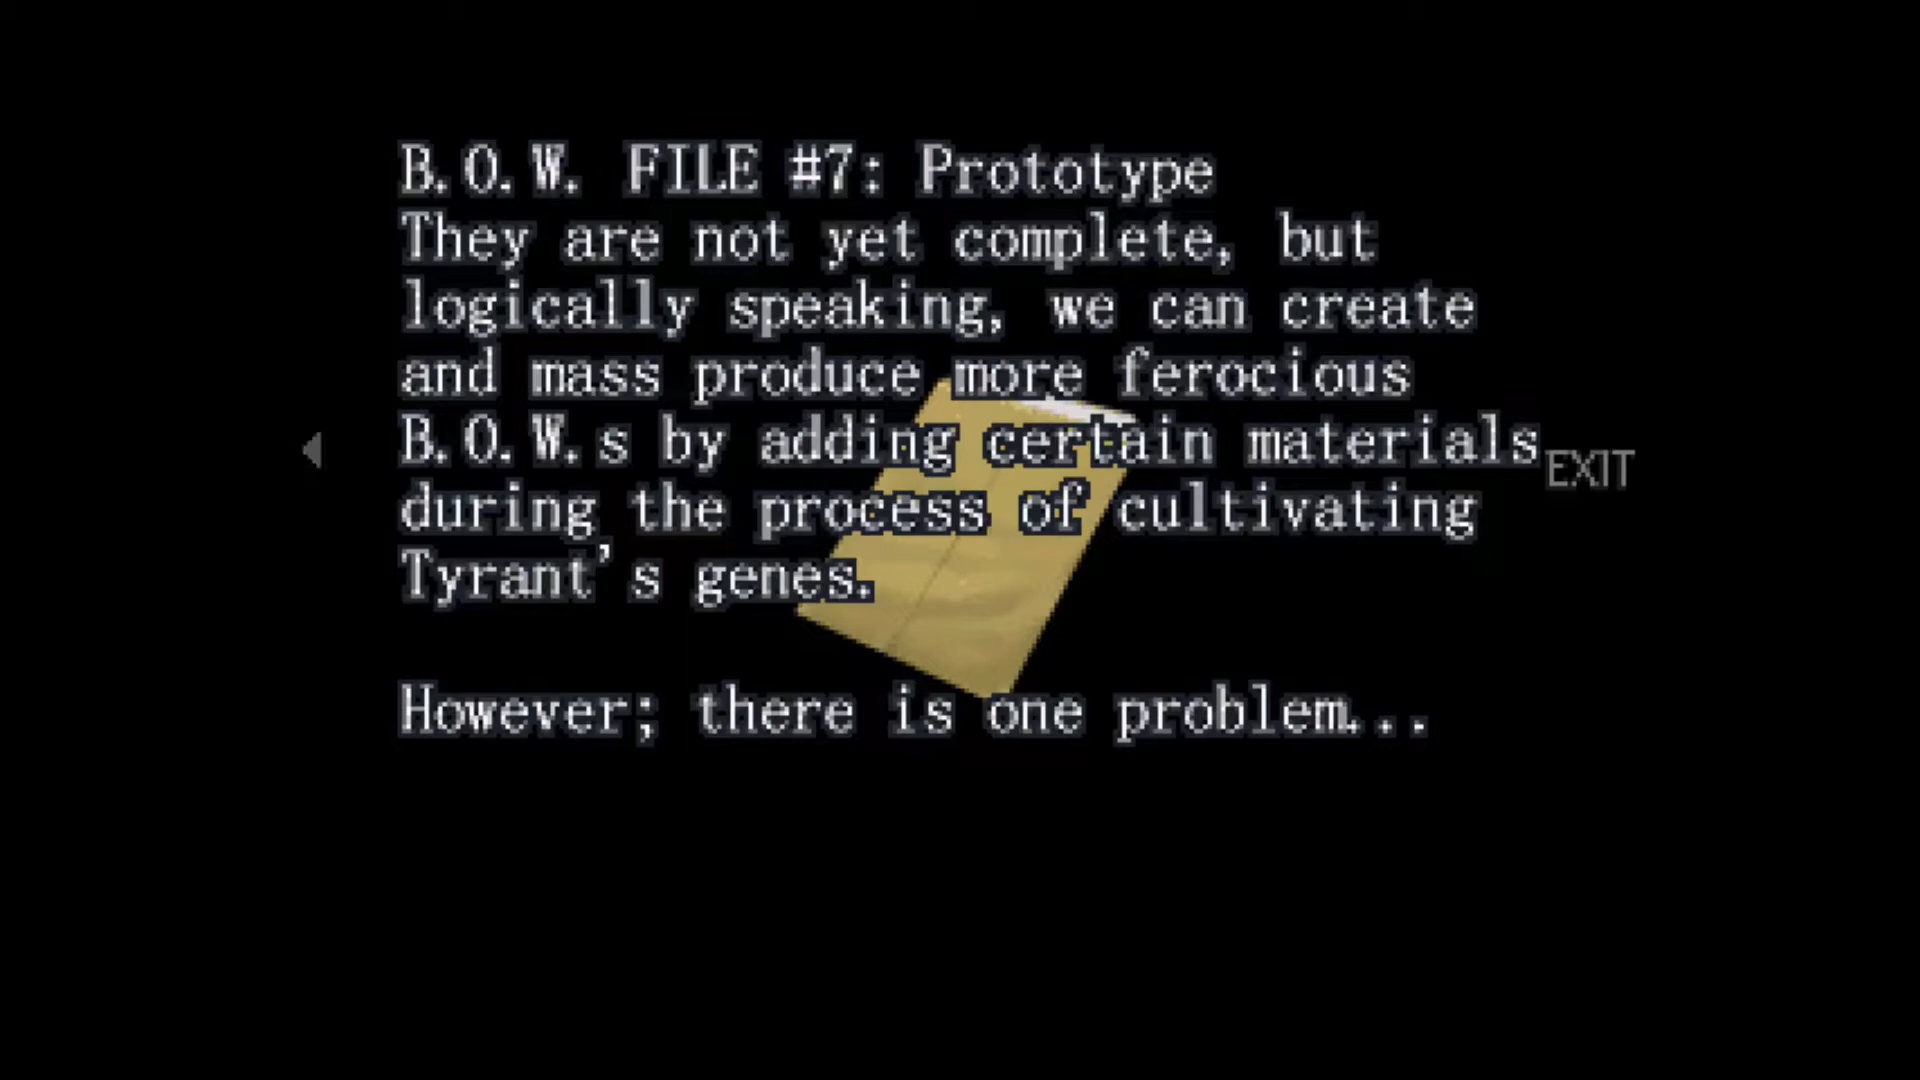 B.O.W. FILE #7: Prototype
They are not yet complete, but
logically speaking, we can create
and mass produce more ferocious
B.O.W.s by adding certain materials
EXIT
during the process of cultivating
Tyrant's genes.
However; there is one problem...